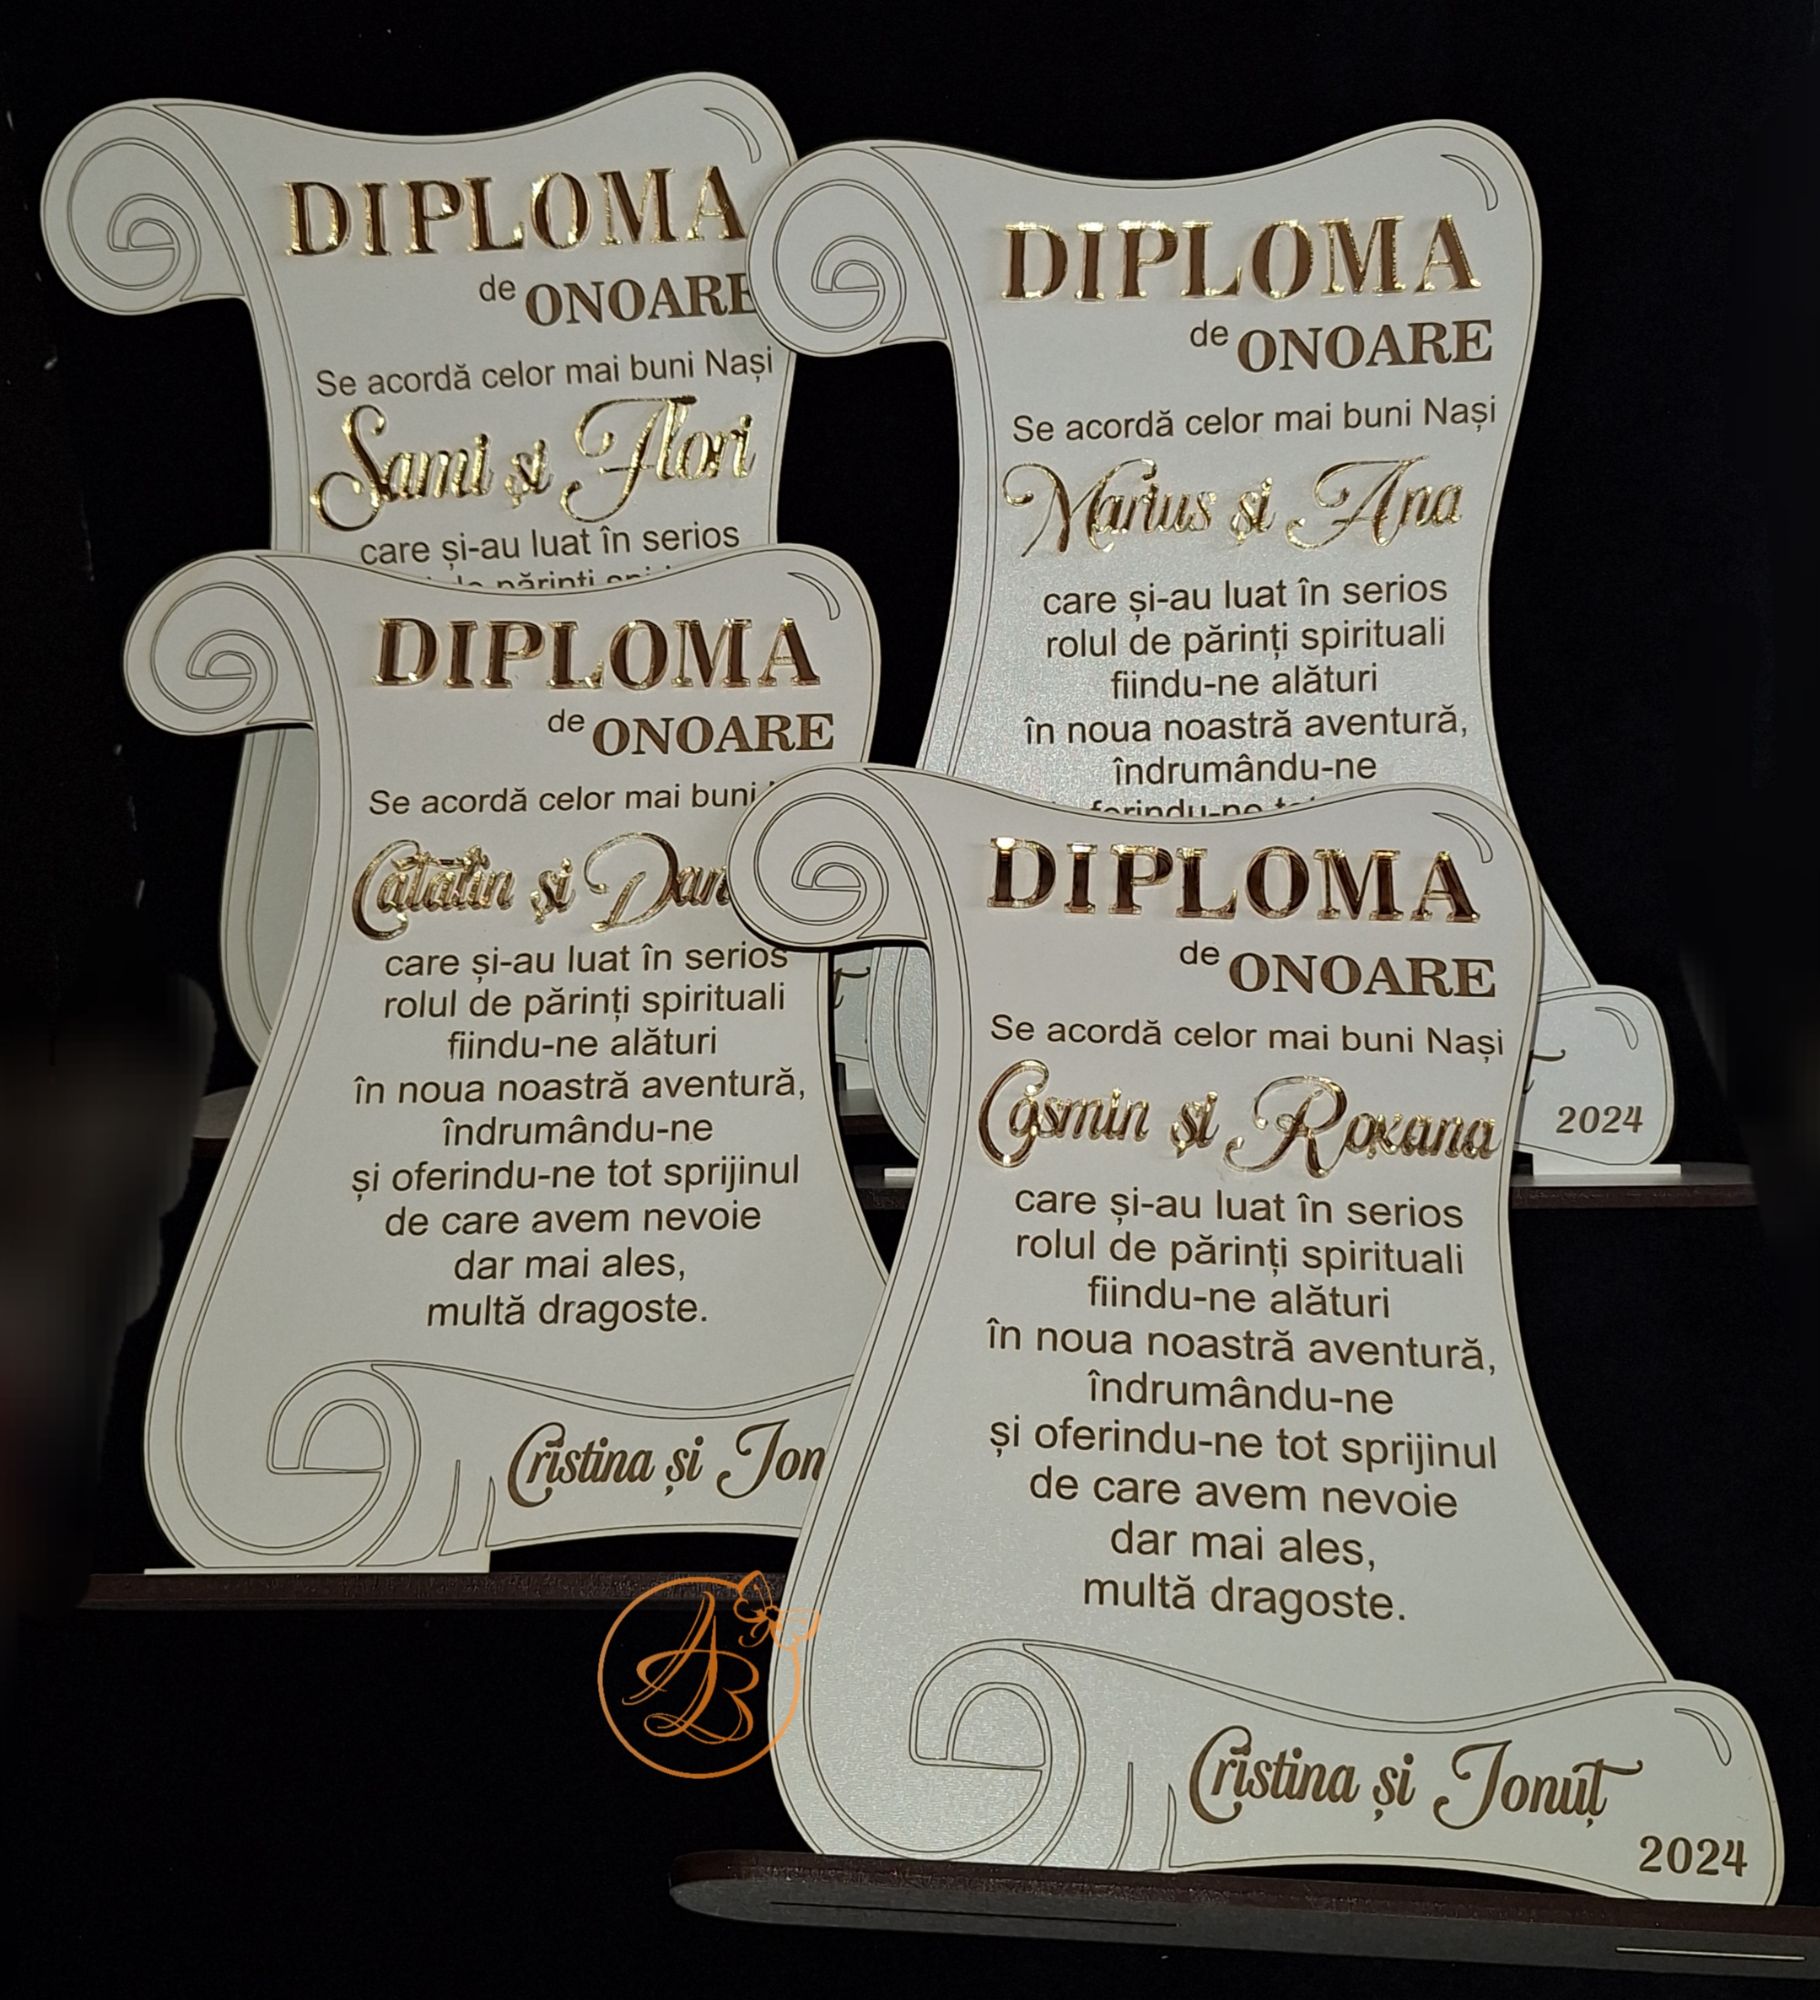 DIPLOMA
de ONOARE
Se acordă celor mai buni Nași
Sami și Flori
care și-au luat în serios
părinți
DIPLOMA
de ONOARE
Se acordă celor mai buni Nași
Marius și Ana
care și-au luat în serios
rolul de părinți spirituali
fiindu-ne alături
în noua noastră aventură,
îndrumându-ne
2024
DIPLOMA
de ONOARE
Se acordă celor mai buni
Cătălin și
care și-au luat în serios
rolul de părinți spirituali
fiindu-ne alături
în noua noastră aventură,
îndrumându-ne
și oferindu-ne tot sprijinul
de care avem nevoie
dar mai ales,
multă dragoste.
Cristina și Ion
DIPLOMA
de ONOARE
Se acordă celor mai buni Nași
Cosmin și Roxana
care și-au luat în serios
rolul de părinți spirituali
fiindu-ne alături
în noua noastră aventură,
îndrumându-ne
și oferindu-ne tot sprijinul
de care avem nevoie
dar mai ales,
multă dragoste.
Cristina și Ionuț
2024
AB